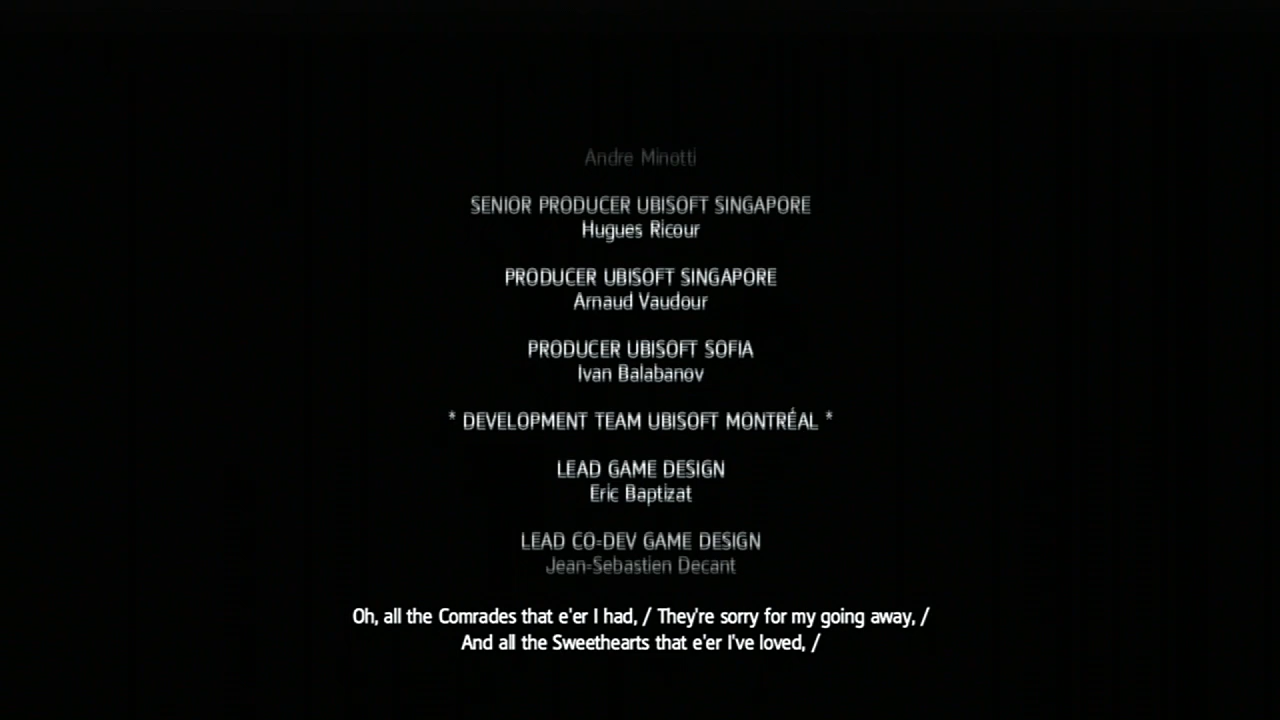 Andre Minotti
SENIOR PRODUCER UBISOFT SINGAPORE
Hugues Ricour
PRODUCER UBISOFT SINGAPORE
Arnaud Vaudour
PRODUCER UBISOFT SOFIA
Ivan Balabanov
* DEVELOPMENT TEAM UBISOFT MONTRÉAL *
LEAD GAME DESIGN
Eric Baptizat
LEAD CO-DEV GAME DESIGN
Jean-Sebastien Decant
Oh, all the Comrades that e'er I had, / They're sorry for my going away, /
And all the Sweethearts that e'er I've loved, /